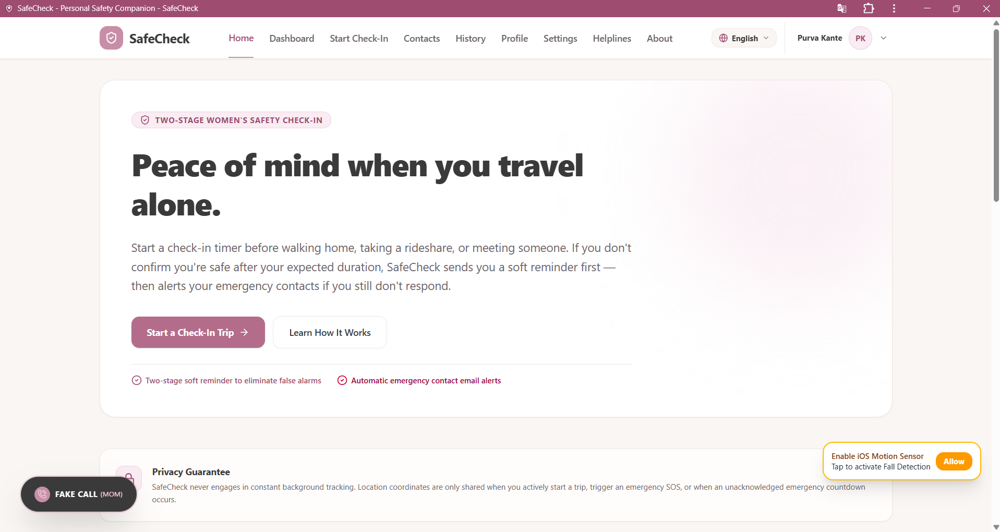 SafeCheck - Personal Safety Companion - SafeCheck
SafeCheck
Home
Dashboard
Start Check-In
Contacts
History
Profile
Settings
Helplines
About
English
Purva Kante
PK
TWO-STAGE WOMEN'S SAFETY CHECK-IN
Peace of mind when you travel
alone.
Start a check-in timer before walking home, taking a rideshare, or meeting someone. If you don't
confirm you're safe after your expected duration, SafeCheck sends you a soft reminder first —
then alerts your emergency contacts if you still don't respond.
Start a Check-In Trip
Learn How It Works
Two-stage soft reminder to eliminate false alarms
Automatic emergency contact email alerts
Enable iOS Motion Sensor
Tap to activate Fall Detection
Allow
Privacy Guarantee
SafeCheck never engages in constant background tracking. Location coordinates are only shared when you actively start a trip, trigger an emergency SOS, or when an unacknowledged emergency countdown
occurs.
FAKE CALL (MOM)